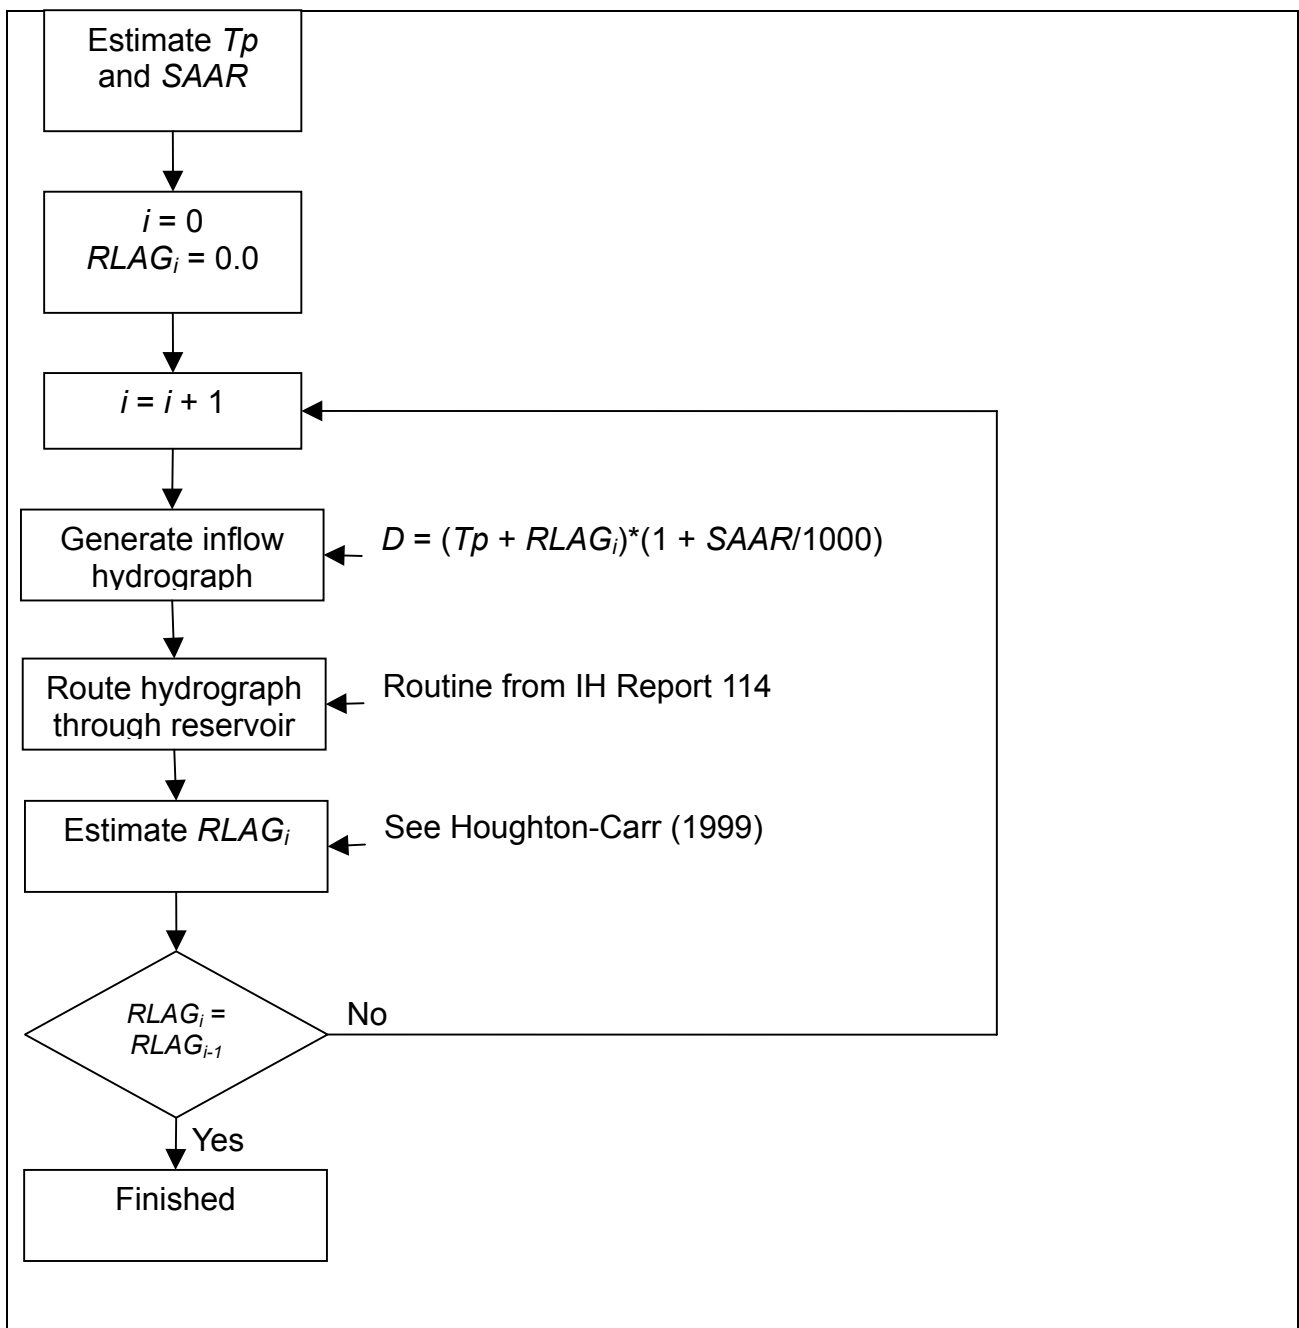 Estimate Tp
and SAAR
i = 0
RLAGi = 0.0
i = i + 1
Generate inflow
hydrograph
D = (Tp + RLAGi)*(1 + SAAR/1000)
Route hydrograph
through reservoir
Routine from IH Report 114
Estimate RLAGi
See Houghton-Carr (1999)
RLAGi =
RLAGi-1
No
Yes
Finished